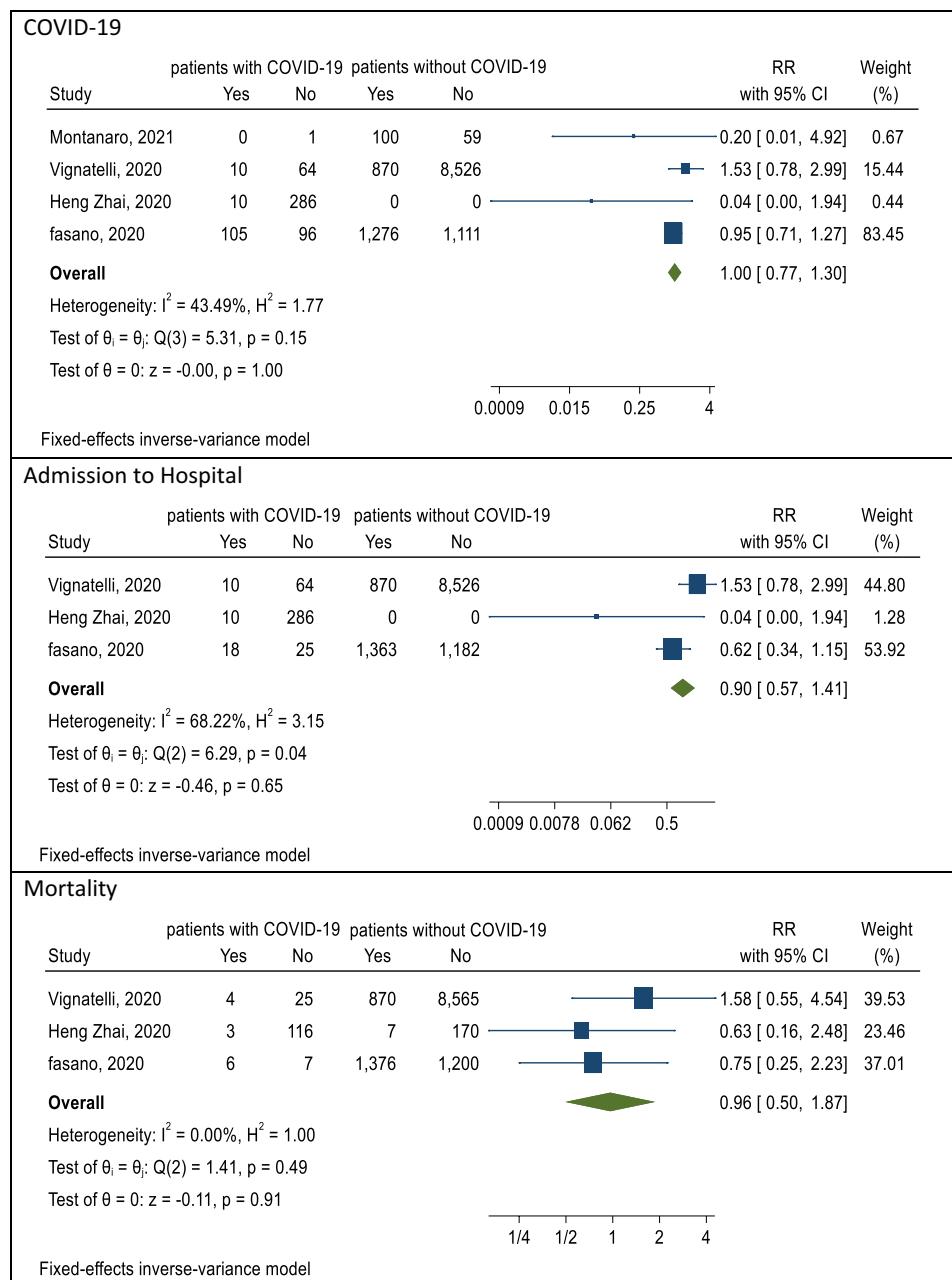 COVID-19
patients with COVID-19 patients without COVID-19 RR Weight
Study Yes No Yes No with 95% CI (%)
Montanaro, 2021 0 1 100 59 0.20 [ 0.01, 4.92] 0.67
Vignatelli, 2020 10 64 870 8,526 1.53 [ 0.78, 2.99] 15.44
Heng Zhai, 2020 10 286 0 0 0.04 [ 0.00, 1.94] 0.44
fasano, 2020 105 96 1,276 1,111 0.95 [ 0.71, 1.27] 83.45
Overall 1.00 [ 0.77, 1.30]
Heterogeneity: I² = 43.49%, H² = 1.77
Test of θᵢ = θⱼ: Q(3) = 5.31, p = 0.15
Test of θ = 0: z = -0.00, p = 1.00
0.0009 0.015 0.25 4
Fixed-effects inverse-variance model
Admission to Hospital
patients with COVID-19 patients without COVID-19 RR Weight
Study Yes No Yes No with 95% CI (%)
Vignatelli, 2020 10 64 870 8,526 1.53 [ 0.78, 2.99] 44.80
Heng Zhai, 2020 10 286 0 0 0.04 [ 0.00, 1.94] 1.28
fasano, 2020 18 25 1,363 1,182 0.62 [ 0.34, 1.15] 53.92
Overall 0.90 [ 0.57, 1.41]
Heterogeneity: I² = 68.22%, H² = 3.15
Test of θᵢ = θⱼ: Q(2) = 6.29, p = 0.04
Test of θ = 0: z = -0.46, p = 0.65
0.0009 0.0078 0.062 0.5
Fixed-effects inverse-variance model
Mortality
patients with COVID-19 patients without COVID-19 RR Weight
Study Yes No Yes No with 95% CI (%)
Vignatelli, 2020 4 25 870 8,565 1.58 [ 0.55, 4.54] 39.53
Heng Zhai, 2020 3 116 7 170 0.63 [ 0.16, 2.48] 23.46
fasano, 2020 6 7 1,376 1,200 0.75 [ 0.25, 2.23] 37.01
Overall 0.96 [ 0.50, 1.87]
Heterogeneity: I² = 0.00%, H² = 1.00
Test of θᵢ = θⱼ: Q(2) = 1.41, p = 0.49
Test of θ = 0: z = -0.11, p = 0.91
1/4 1/2 1 2 4
Fixed-effects inverse-variance model